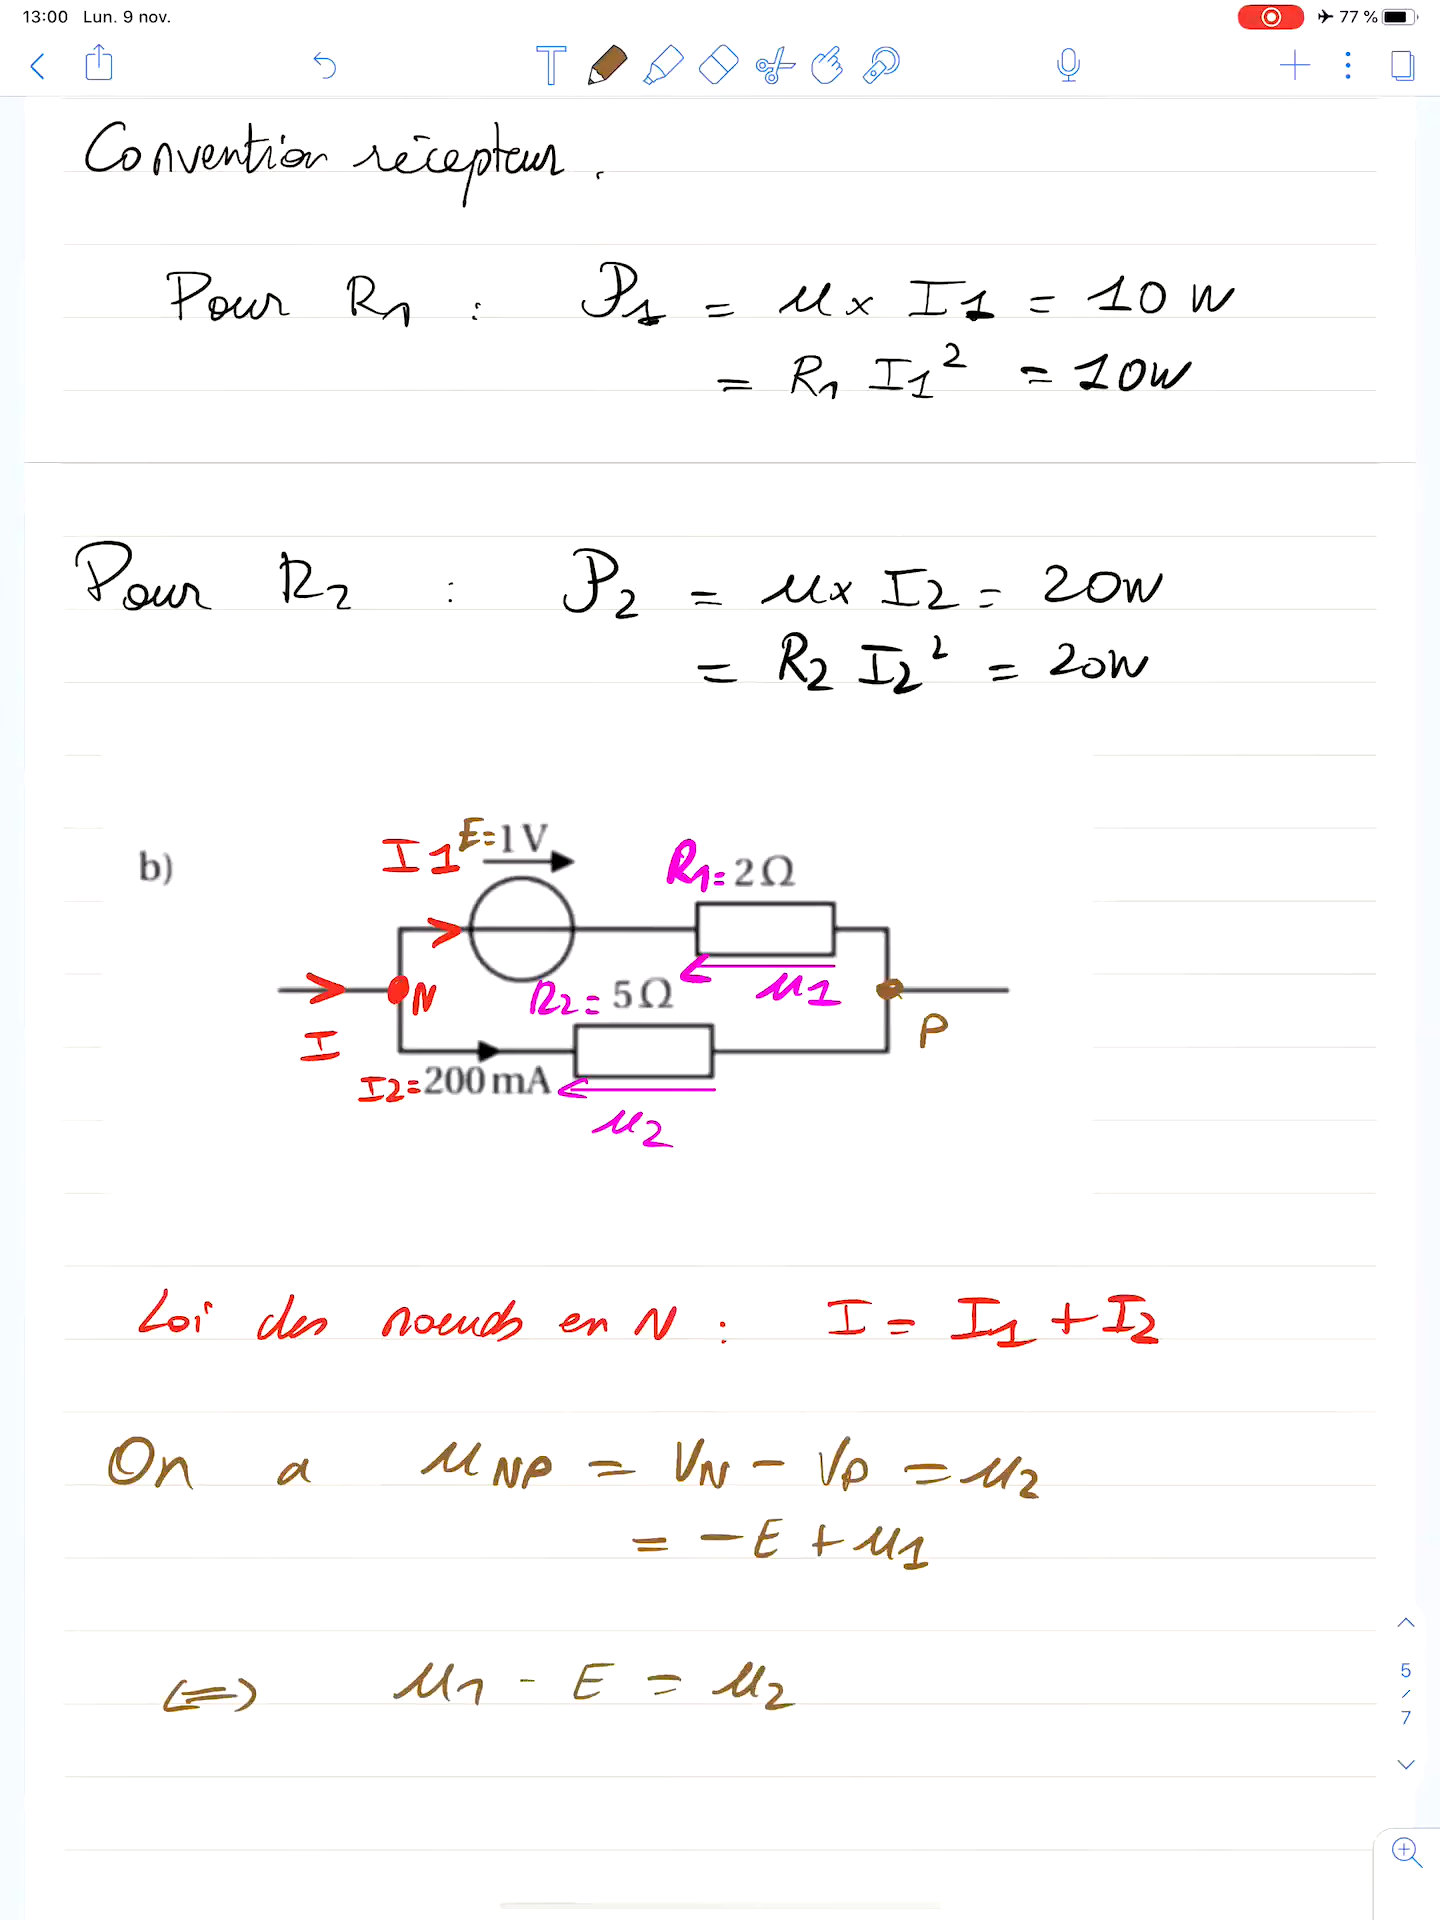 13:00 Lun. 9 nov. 77 %
T
Convention récepteur.
Pour R1 : P1 = u x I1 = 10 W
= R1 I1² = 10W
Pour R2 : P2 = u x I2 = 20W
= R2 I2² = 20W
b)
I1 E=1V
R1=2Ω
N
R2=5Ω
u1
P
I
I2=200mA
u2
Loi des noeuds en N : I = I1 + I2
On a uNP = VN - VP = u2
= -E + u1
⇔ u1 - E = u2
5
/
7